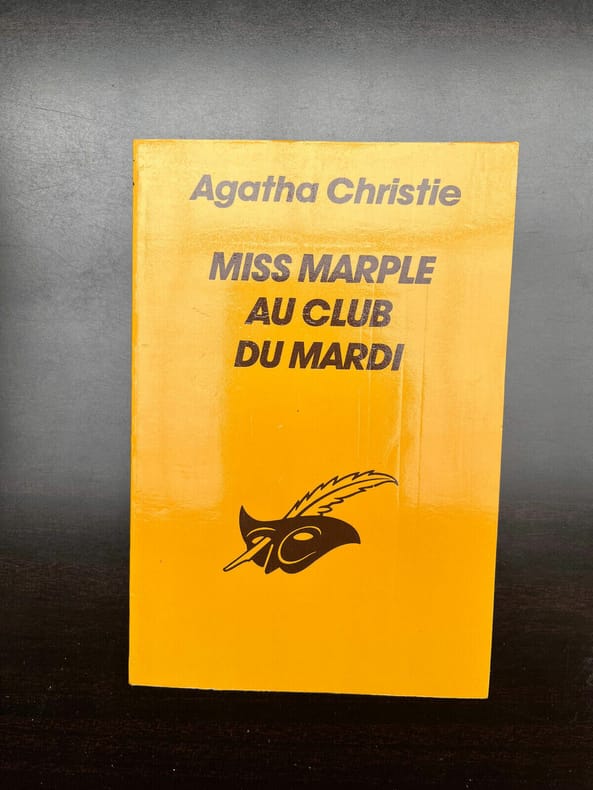 Agatha Christie
MISS MARPLE
AU CLUB
DU MARDI